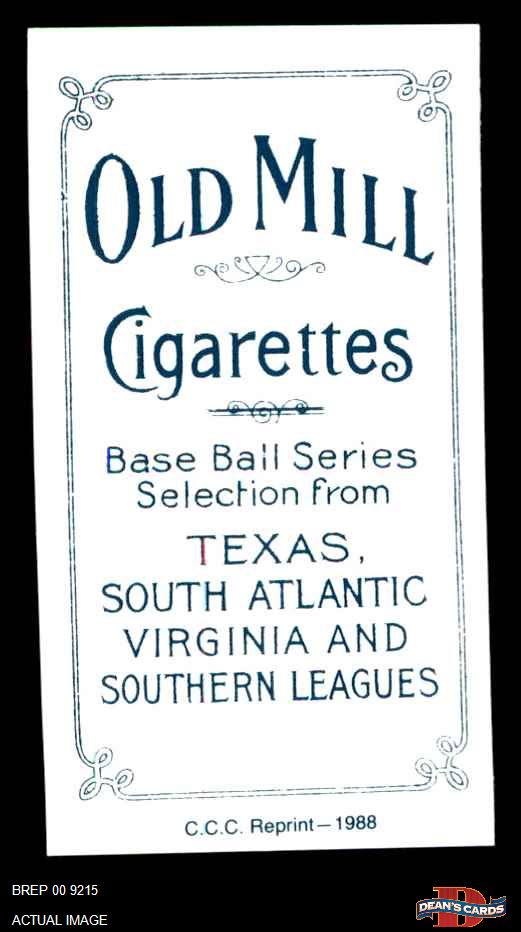 OLD MILL
Cigarettes
Base Ball Series
Selection from
TEXAS,
SOUTH ATLANTIC
VIRGINIA AND
SOUTHERN LEAGUES
C.C.C. Reprint — 1988
BREP 00 9215
ACTUAL IMAGE
DEAN'S CARDS